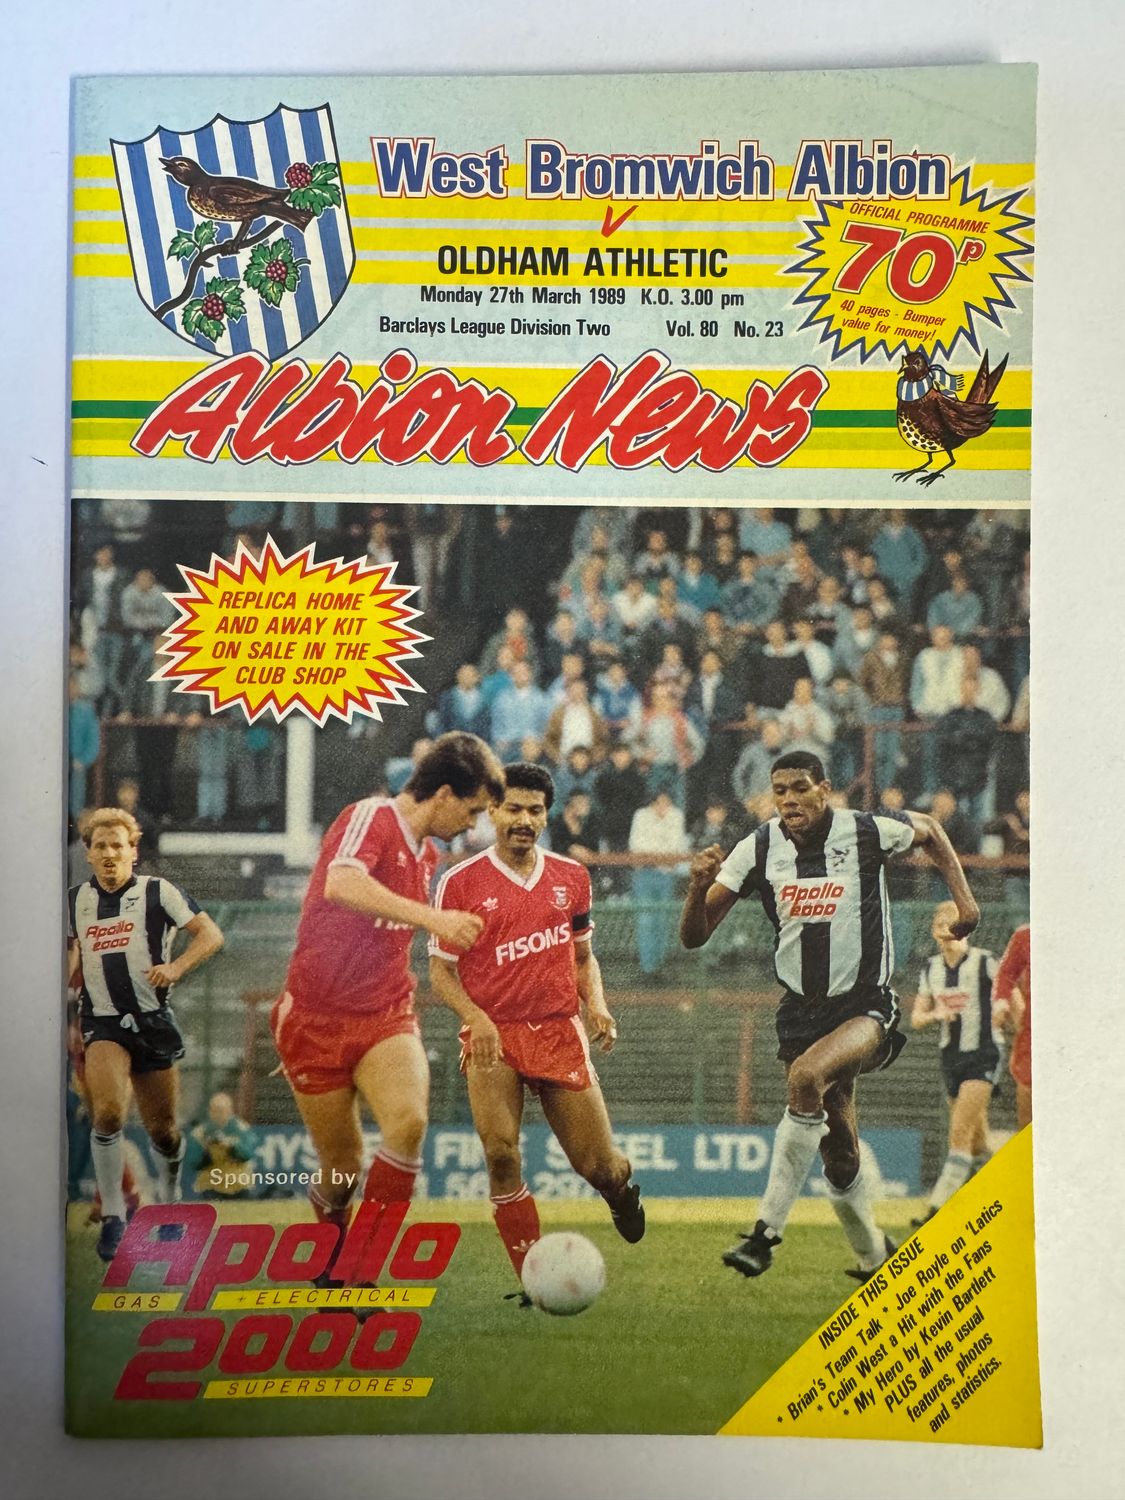 West Bromwich Albion
v
OLDHAM ATHLETIC
Monday 27th March 1989 K.O. 3.00 pm
Barclays League Division Two Vol. 80 No. 23
OFFICIAL PROGRAMME
70p
40 pages - Bumper
value for money!
Albion News
REPLICA HOME
AND AWAY KIT
ON SALE IN THE
CLUB SHOP
Apollo
2000
FISONS
Apollo
2000
STEEL LTD
Sponsored by
Apollo
GAS + ELECTRICAL
2000
SUPERSTORES
INSIDE THIS ISSUE
* Brian's Team Talk * Joe Royle on 'Latics
* Colin West a Hit with the Fans
* My Hero by Kevin Bartlett
PLUS all the usual
features, photos
and statistics.